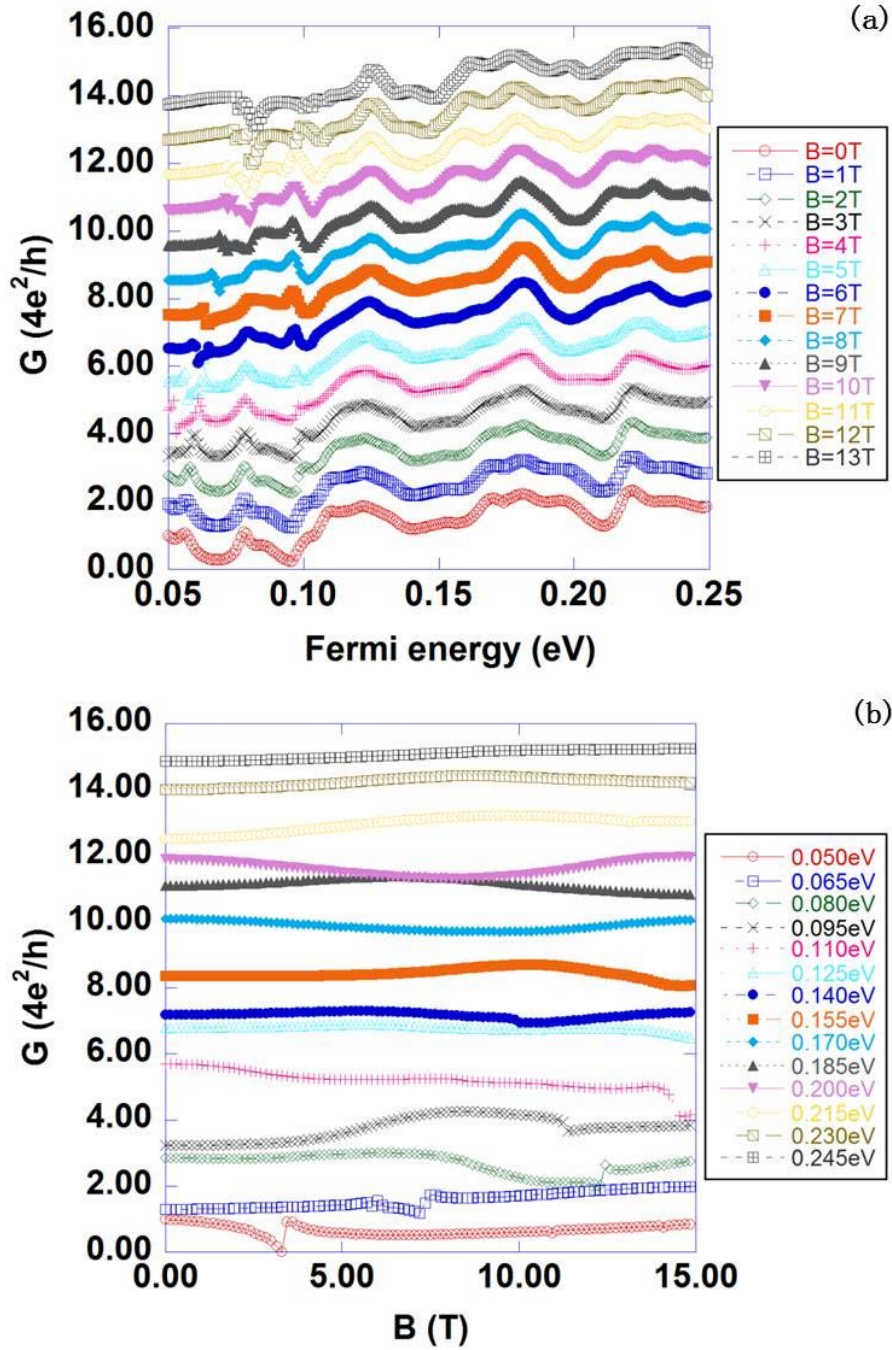 (a)
16.00
14.00
12.00
10.00
8.00
6.00
4.00
2.00
0.00
G (4e²/h)
0.05 0.10 0.15 0.20 0.25
Fermi energy (eV)
B=0T
B=1T
B=2T
B=3T
B=4T
B=5T
B=6T
B=7T
B=8T
B=9T
B=10T
B=11T
B=12T
B=13T
(b)
16.00
14.00
12.00
10.00
8.00
6.00
4.00
2.00
0.00
G (4e²/h)
0.00 5.00 10.00 15.00
B (T)
0.050eV
0.065eV
0.080eV
0.095eV
0.110eV
0.125eV
0.140eV
0.155eV
0.170eV
0.185eV
0.200eV
0.215eV
0.230eV
0.245eV